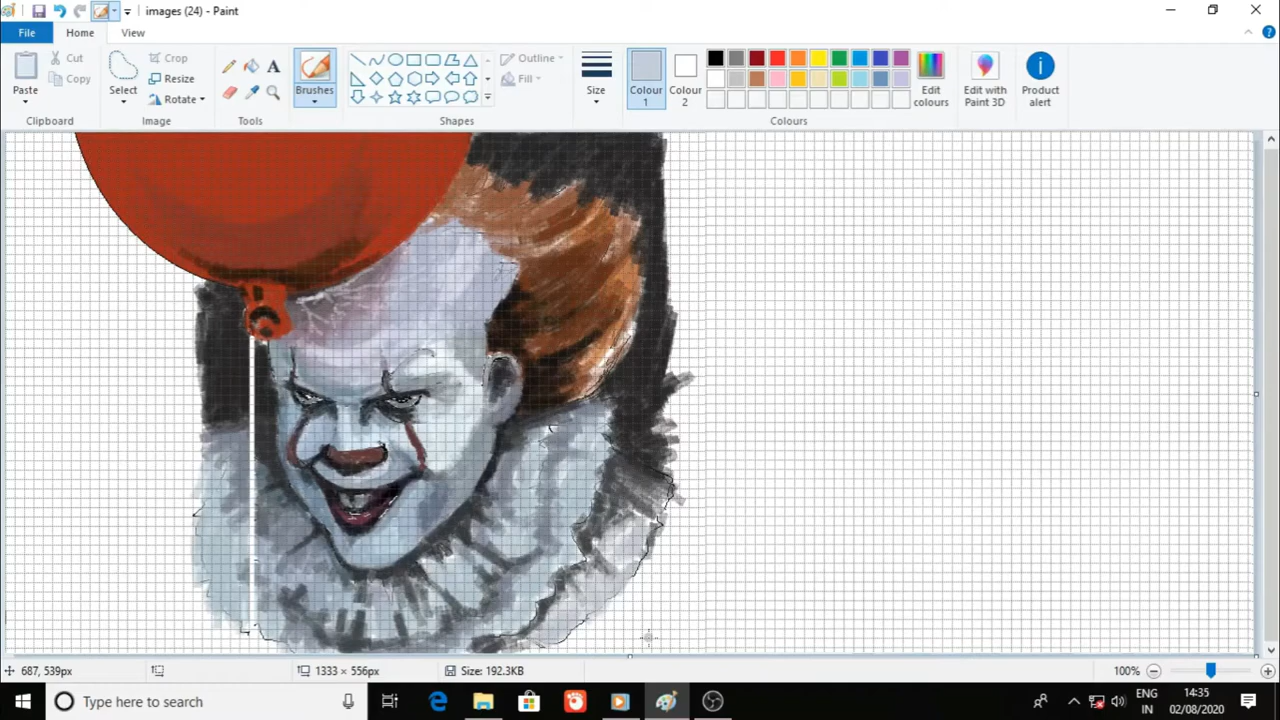 images (24) - Paint
File
Home
View
Paste
Cut
Copy
Clipboard
Select
Crop
Resize
Rotate
Image
A
Tools
Brushes
Shapes
Outline
Fill
Size
Colour
1
Colour
2
Edit
colours
Colours
Edit with
Paint 3D
Product
alert
687, 539px
1333 × 556px
Size: 192.3KB
100%
Type here to search
ENG
IN
14:35
02/08/2020